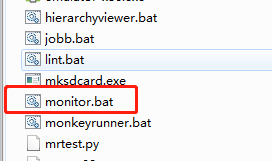 hierarchyviewer.bat
jobb.bat
lint.bat
mksdcard.exe
monitor.bat
monkeyrunner.bat
mrtest.py